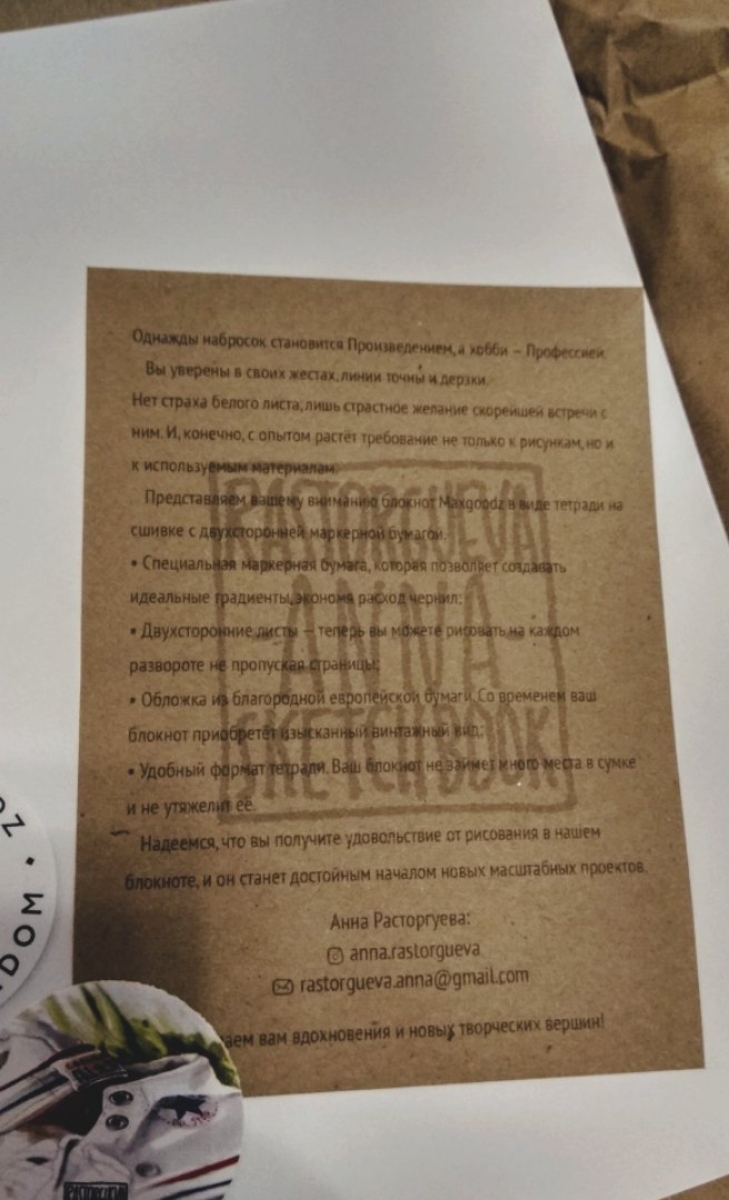 Однажды набросок становится Произведением, а хобби – Профессией.
Вы уверены в своих жестах, линии точны и дерзки.
Нет страха белого листа, лишь страстное желание скорейшей встречи с
ним. И, конечно, с опытом растёт требование не только к рисункам, но и
к используемым материалам.
Представляем вашему вниманию блокнот Maxgoodz в виде тетради на
сшивке с двухсторонней маркерной бумагой.
• Специальная маркерная бумага, которая позволяет создавать
идеальные градиенты, экономя расход чернил;
• Двухсторонние листы – теперь вы можете рисовать на каждом
развороте не пропуская страницы;
• Обложка из благородной европейской бумаги. Со временем ваш
блокнот приобретёт изысканный винтажный вид;
• Удобный формат тетради. Ваш блокнот не займет много места в сумке
и не утяжелит её.
Надеемся, что вы получите удовольствие от рисования в нашем
блокноте, и он станет достойным началом новых масштабных проектов.
Анна Расторгуева:
anna.rastorgueva
rastorgueva.anna@gmail.com
вам вдохновения и новых творческих вершин!
RASTORGUEVA
ANNA
SKETCHBOOK